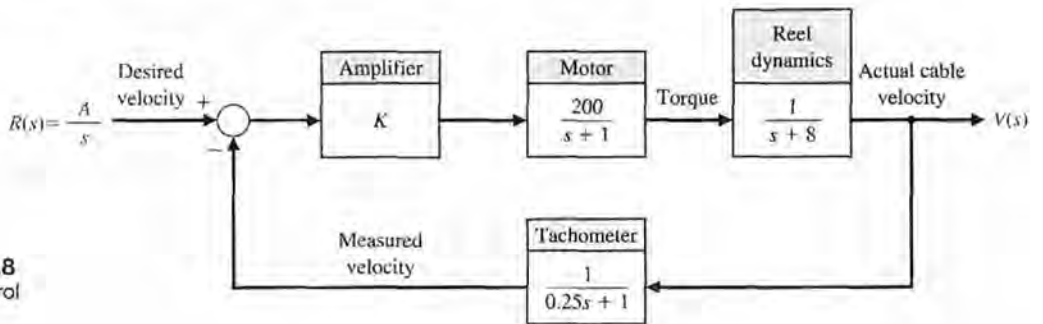 Desired
velocity
R(s) = A/s
+
−
Amplifier
K
Motor
200/(s + 1)
Torque
Reel
dynamics
1/(s + 8)
Actual cable
velocity
V(s)
Measured
velocity
Tachometer
1/(0.25s + 1)
8
rol